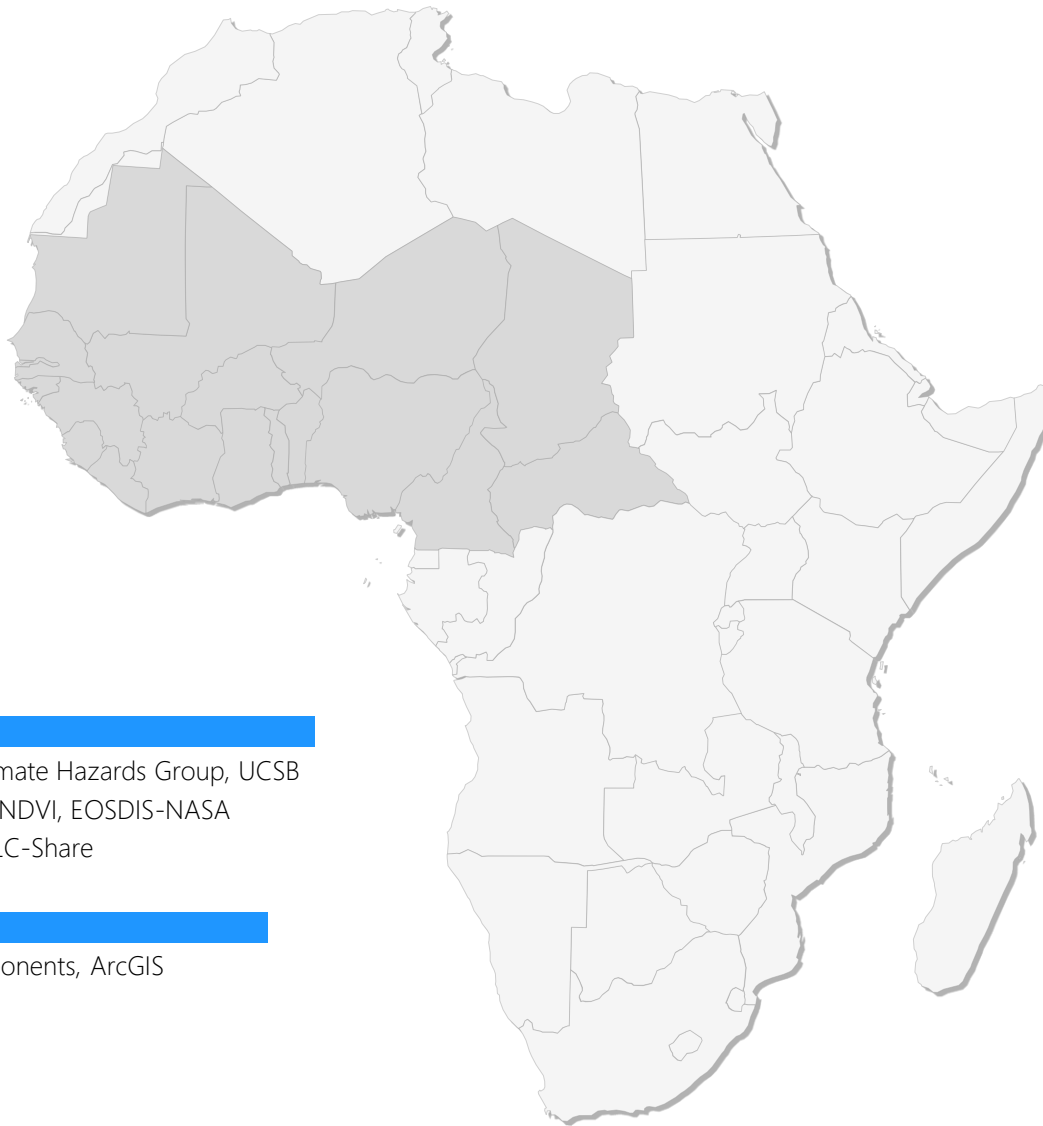 mate Hazards Group, UCSB
NDVI, EOSDIS-NASA
LC-Share
onents, ArcGIS